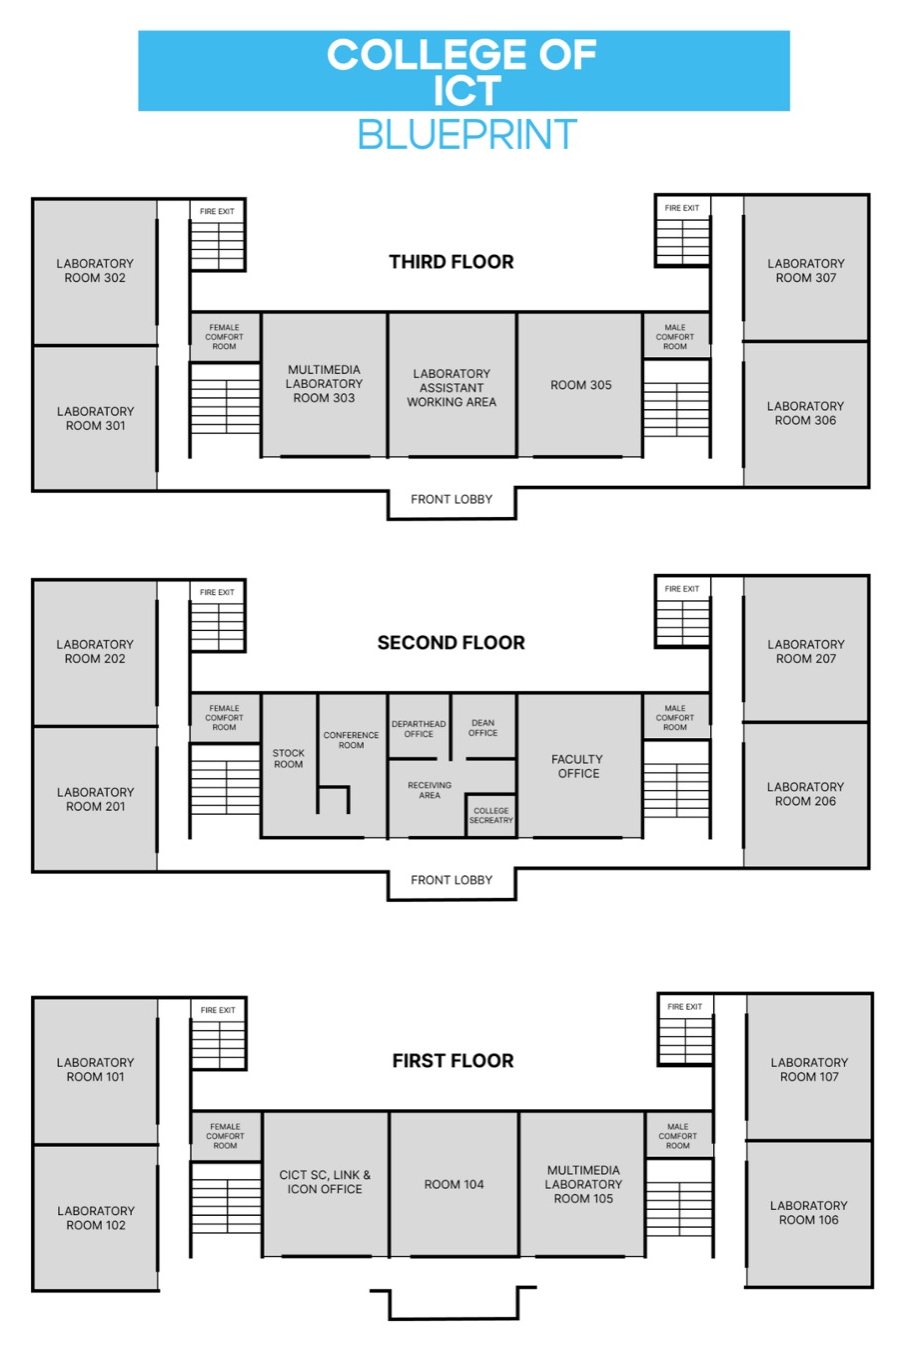 COLLEGE OF
ICT
BLUEPRINT
FIRE EXIT
FIRE EXIT
LABORATORY
ROOM 302
THIRD FLOOR
LABORATORY
ROOM 307
FEMALE
COMFORT
ROOM
MALE
COMFORT
ROOM
MULTIMEDIA
LABORATORY
ROOM 303
LABORATORY
ASSISTANT
WORKING AREA
ROOM 305
LABORATORY
ROOM 301
LABORATORY
ROOM 306
FRONT LOBBY
FIRE EXIT
FIRE EXIT
LABORATORY
ROOM 202
SECOND FLOOR
LABORATORY
ROOM 207
FEMALE
COMFORT
ROOM
STOCK
ROOM
CONFERENCE
ROOM
DEPARTHEAD
OFFICE
DEAN
OFFICE
MALE
COMFORT
ROOM
FACULTY
OFFICE
RECEIVING
AREA
COLLEGE
SECREATRY
LABORATORY
ROOM 201
LABORATORY
ROOM 206
FRONT LOBBY
FIRE EXIT
FIRE EXIT
LABORATORY
ROOM 101
FIRST FLOOR
LABORATORY
ROOM 107
FEMALE
COMFORT
ROOM
MALE
COMFORT
ROOM
CICT SC, LINK &
ICON OFFICE
ROOM 104
MULTIMEDIA
LABORATORY
ROOM 105
LABORATORY
ROOM 102
LABORATORY
ROOM 106